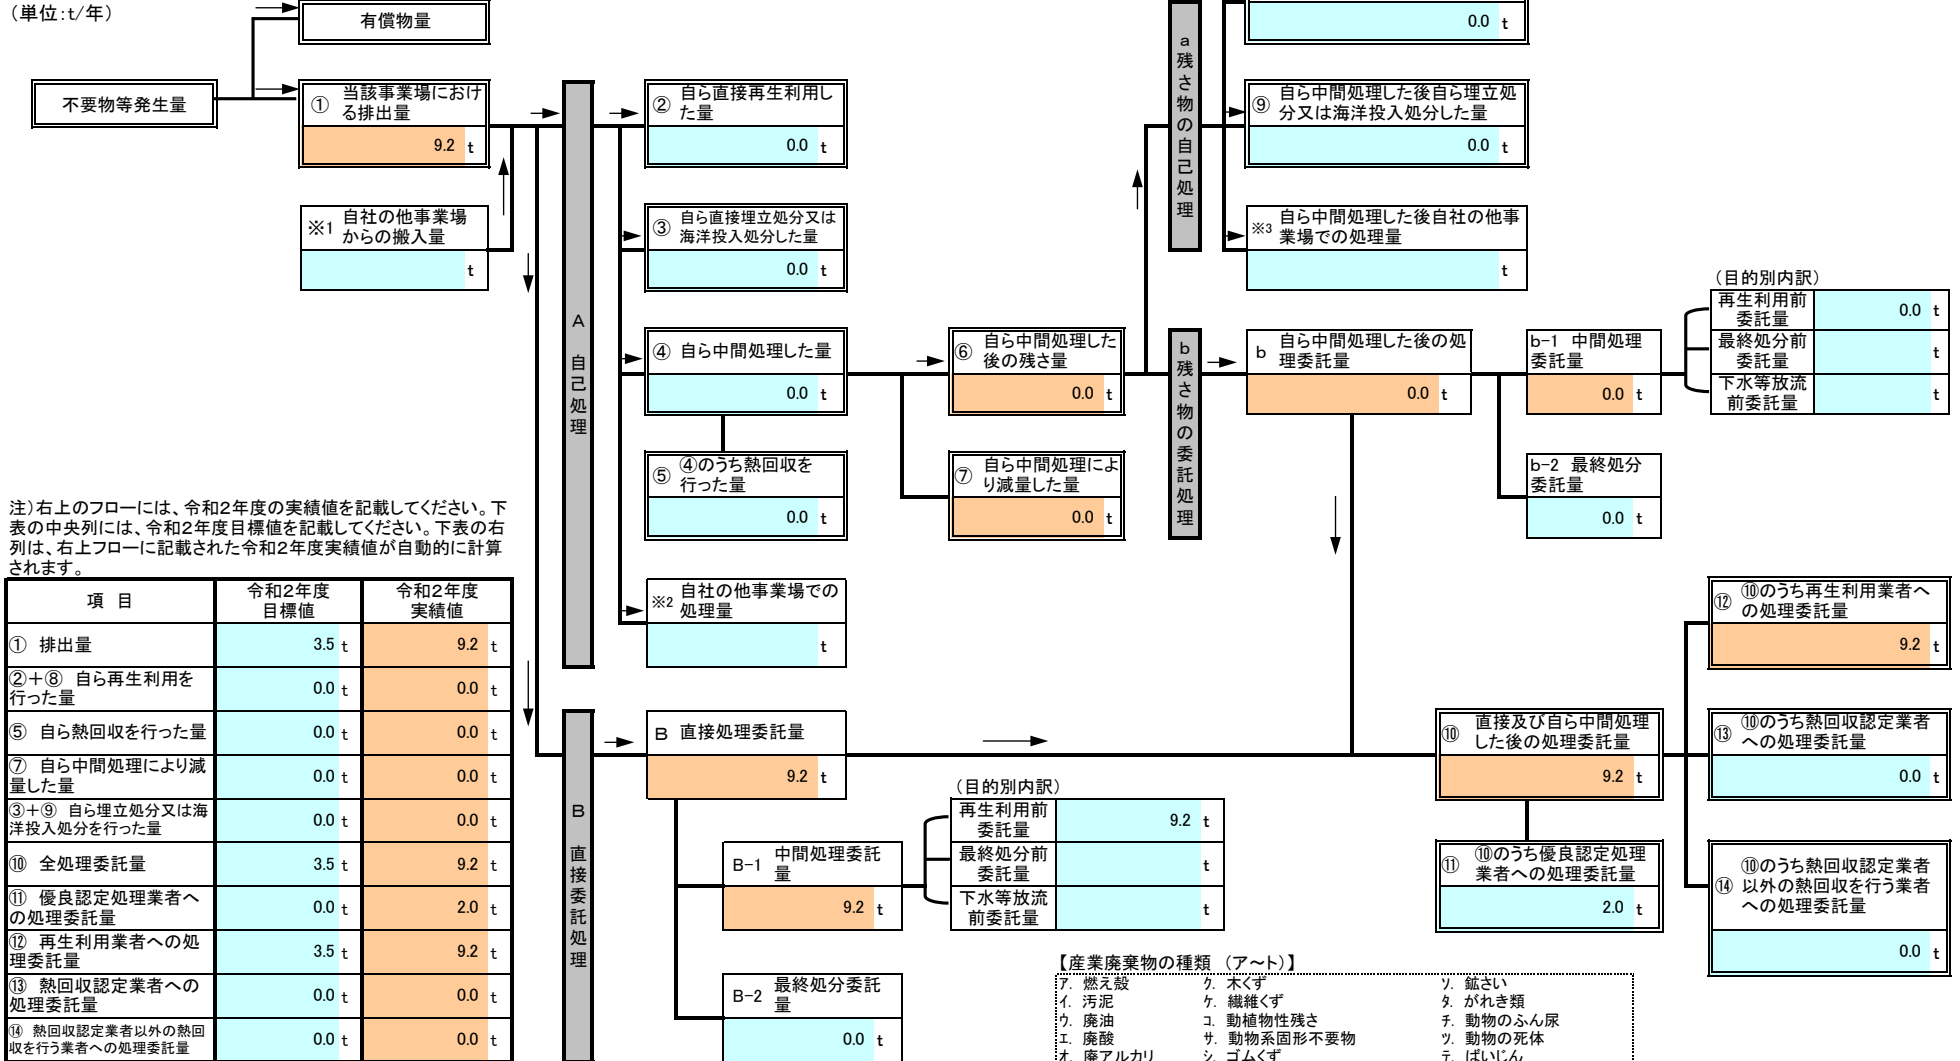 （単位:t/年）
有償物量
不要物等発生量
① 当該事業場におけ
る排出量
9.2 t
※1 自社の他事業場
からの搬入量
t
A 自己処理
② 自ら直接再生利用し
た量
0.0 t
③ 自ら直接埋立処分又は
海洋投入処分した量
0.0 t
④ 自ら中間処理した量
0.0 t
⑤ ④のうち熱回収を
行った量
0.0 t
※2 自社の他事業場での
処理量
t
⑥ 自ら中間処理した
後の残さ量
0.0 t
⑦ 自ら中間処理によ
り減量した量
0.0 t
a 残さ物の自己処理
0.0 t
⑨ 自ら中間処理した後自ら埋立処
分又は海洋投入処分した量
0.0 t
※3 自ら中間処理した後自社の他事
業場での処理量
t
b 残さ物の委託処理
b 自ら中間処理した後の処
理委託量
0.0 t
b-1 中間処理
委託量
0.0 t
b-2 最終処分
委託量
0.0 t
（目的別内訳）
再生利用前
委託量
0.0 t
最終処分前
委託量
t
下水等放流
前委託量
t
注）右上のフローには、令和２年度の実績値を記載してください。下
表の中央列には、令和２年度目標値を記載してください。下表の右
列は、右上フローに記載された令和２年度実績値が自動的に計算
されます。
項 目 令和２年度 目標値 令和２年度 実績値
① 排出量 3.5 t 9.2 t
②＋⑧ 自ら再生利用を
行った量 0.0 t 0.0 t
⑤ 自ら熱回収を行った量 0.0 t 0.0 t
⑦ 自ら中間処理により減
量した量 0.0 t 0.0 t
③＋⑨ 自ら埋立処分又は海
洋投入処分を行った量 0.0 t 0.0 t
⑩ 全処理委託量 3.5 t 9.2 t
⑪ 優良認定処理業者へ
の処理委託量 0.0 t 2.0 t
⑫ 再生利用業者への処
理委託量 3.5 t 9.2 t
⑬ 熱回収認定業者への
処理委託量 0.0 t 0.0 t
⑭ 熱回収認定業者以外の熱回
収を行う業者への処理委託量 0.0 t 0.0 t
B 直接委託処理
B 直接処理委託量
9.2 t
B-1 中間処理委託
量
9.2 t
B-2 最終処分委託
量
0.0 t
（目的別内訳）
再生利用前
委託量
9.2 t
最終処分前
委託量
t
下水等放流
前委託量
t
⑩ 直接及び自ら中間処理
した後の処理委託量
9.2 t
⑪ ⑩のうち優良認定処理
業者への処理委託量
2.0 t
⑫ ⑩のうち再生利用業者へ
の処理委託量
9.2 t
⑬ ⑩のうち熱回収認定業者
への処理委託量
0.0 t
⑭ ⑩のうち熱回収認定業者
以外の熱回収を行う業者
への処理委託量
0.0 t
【産業廃棄物の種類 （ア～ト）】
ア. 燃え殻 ク. 木くず ソ. 鉱さい
イ. 汚泥 ケ. 繊維くず タ. がれき類
ウ. 廃油 コ. 動植物性残さ チ. 動物のふん尿
エ. 廃酸 サ. 動物系固形不要物 ツ. 動物の死体
オ. 廃アルカリ シ. ゴムくず テ. ばいじん